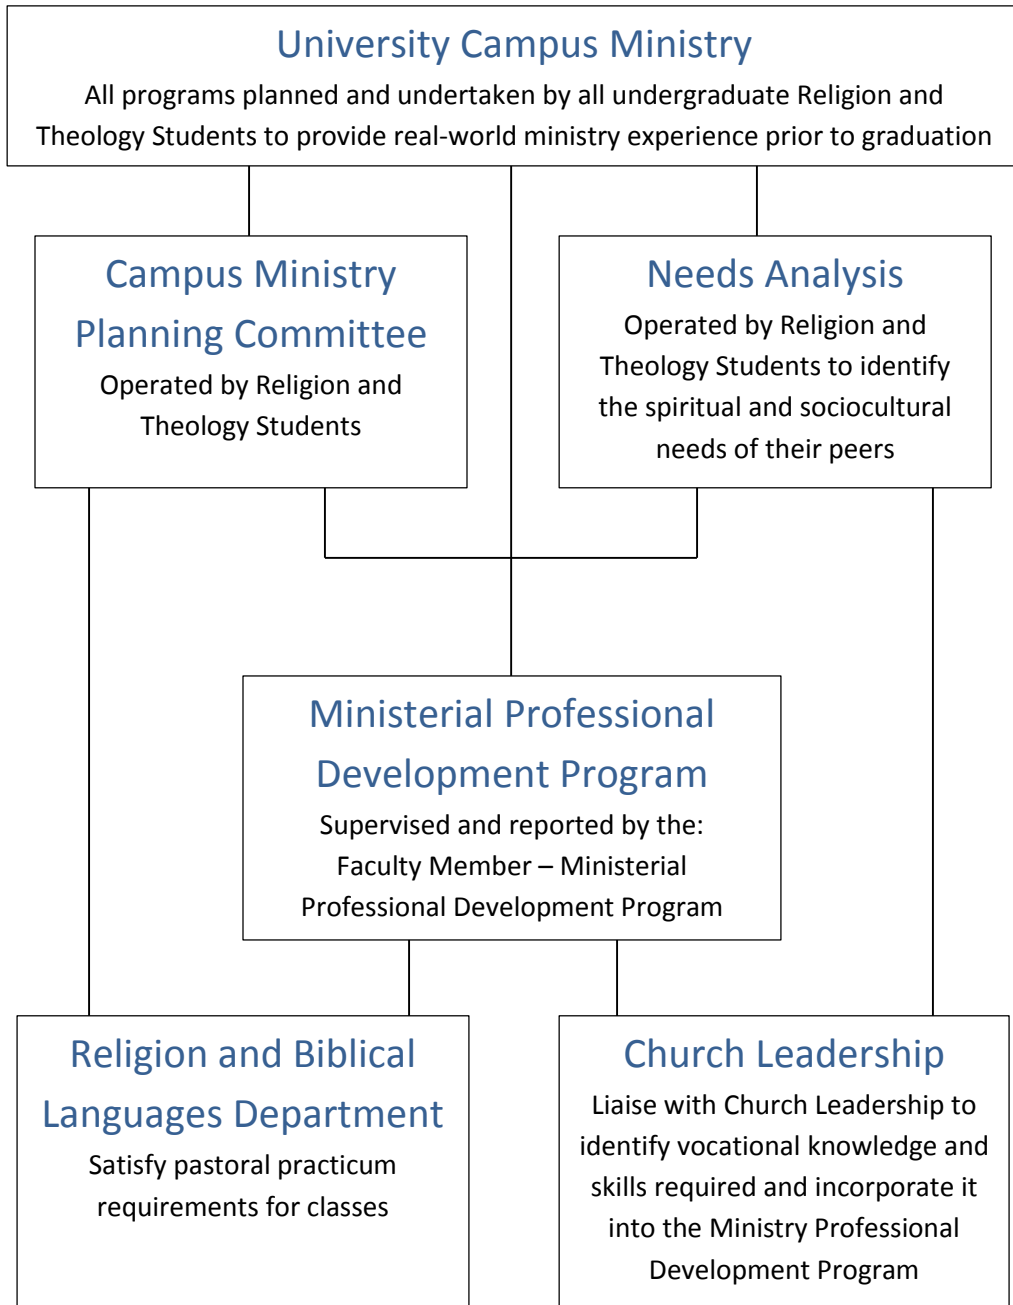 University Campus Ministry
All programs planned and undertaken by all undergraduate Religion and
Theology Students to provide real-world ministry experience prior to graduation
Campus Ministry
Planning Committee
Operated by Religion and
Theology Students
Needs Analysis
Operated by Religion and
Theology Students to identify
the spiritual and sociocultural
needs of their peers
Ministerial Professional
Development Program
Supervised and reported by the:
Faculty Member – Ministerial
Professional Development Program
Religion and Biblical
Languages Department
Satisfy pastoral practicum
requirements for classes
Church Leadership
Liaise with Church Leadership to
identify vocational knowledge and
skills required and incorporate it
into the Ministry Professional
Development Program